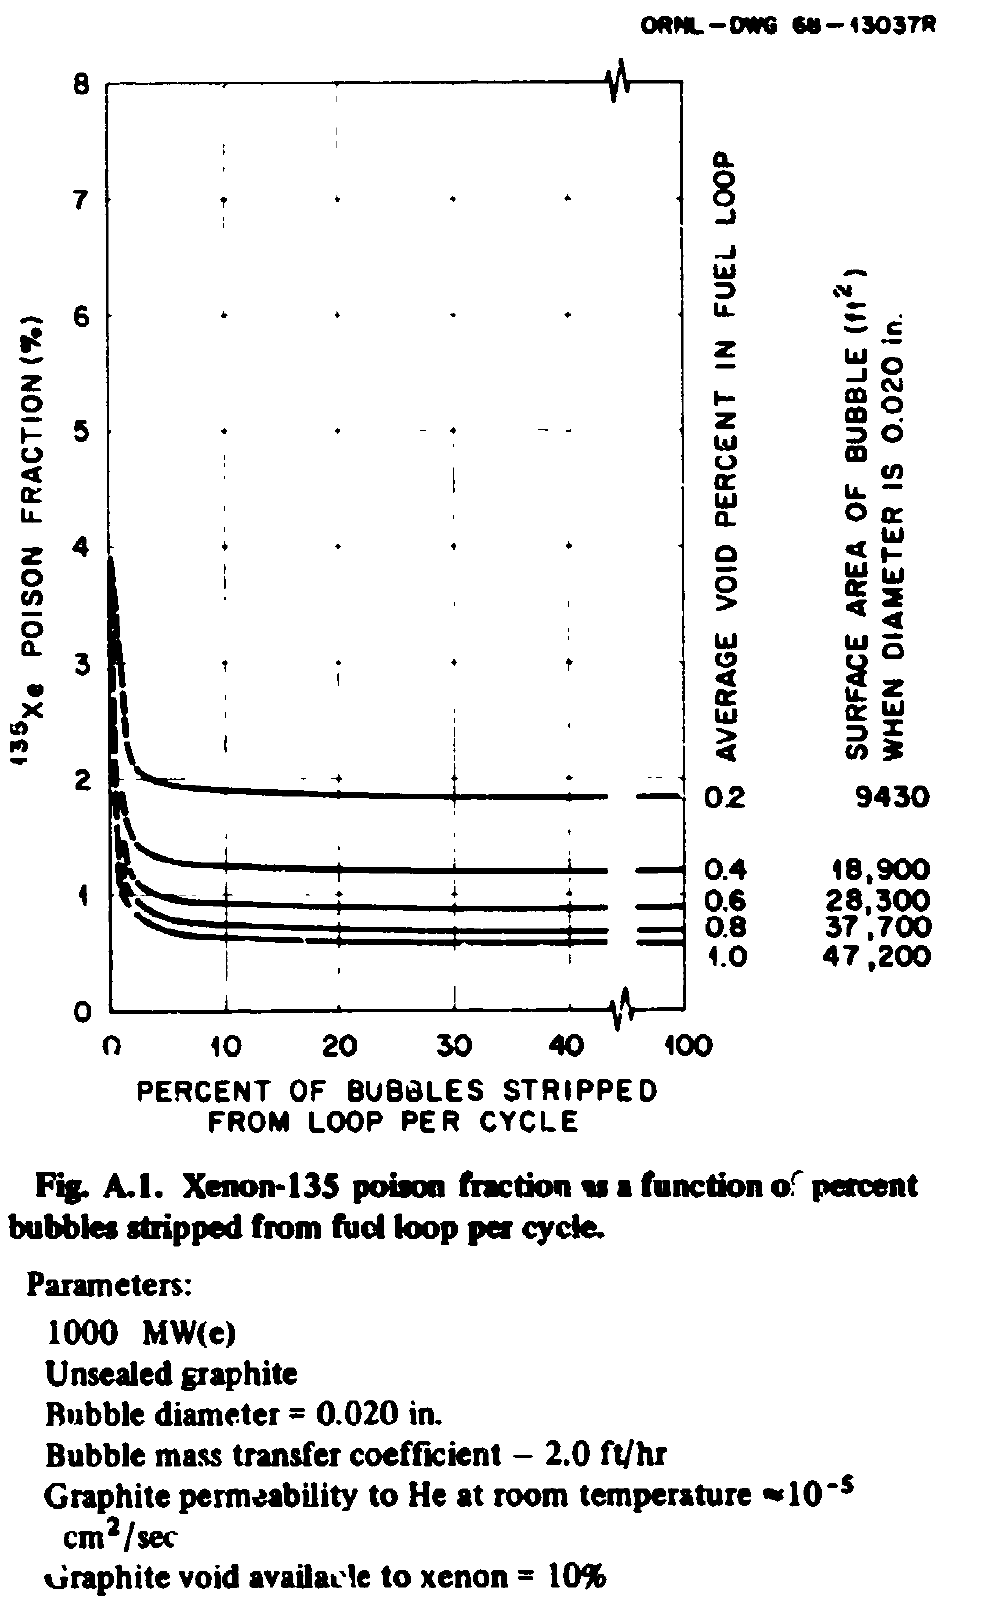 ORNL-DWG 68-13037R
8
7
6
5
4
3
2
1
0
135Xe POISON FRACTION (%)
0 10 20 30 40 100
PERCENT OF BUBBLES STRIPPED
FROM LOOP PER CYCLE
AVERAGE VOID PERCENT IN FUEL LOOP
SURFACE AREA OF BUBBLE (ft2)
WHEN DIAMETER IS 0.020 in.
0.2 9430
0.4 18,900
0.6 28,300
0.8 37,700
1.0 47,200
Fig. A.1. Xenon-135 poison fraction as a function of percent
bubbles stripped from fuel loop per cycle.
Parameters:
1000 MW(e)
Unsealed graphite
Bubble diameter = 0.020 in.
Bubble mass transfer coefficient – 2.0 ft/hr
Graphite permeability to He at room temperature ≈10-5
cm2/sec
Graphite void available to xenon = 10%